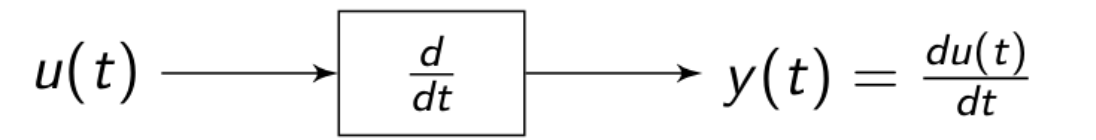 u(t) d/dt y(t) = du(t)/dt